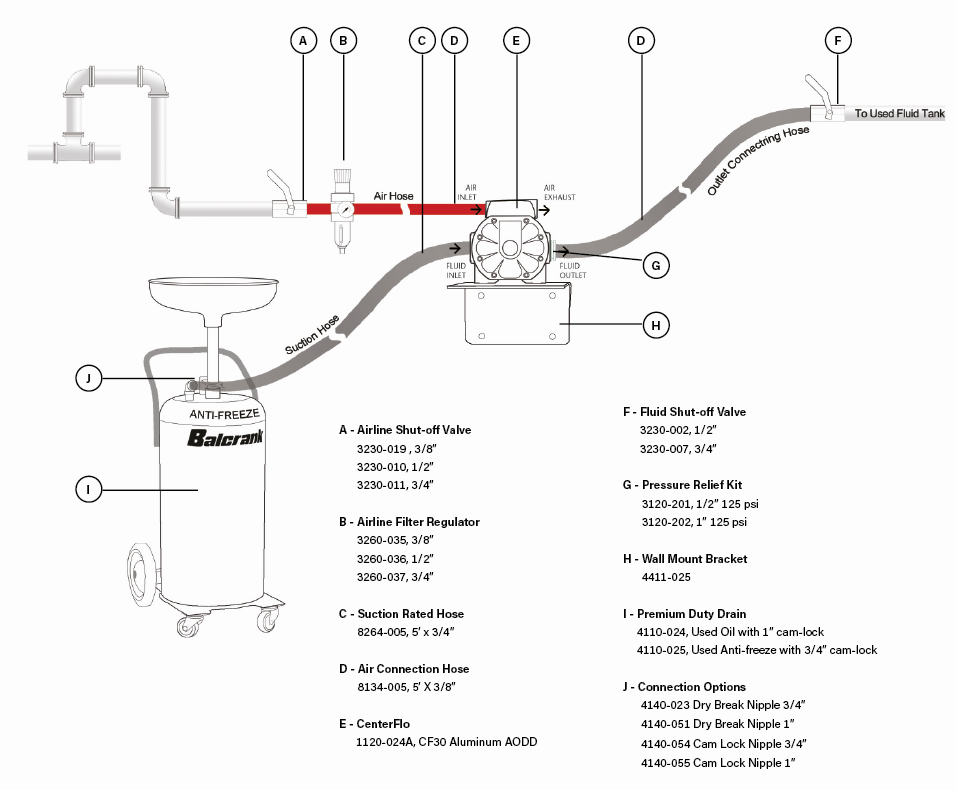 A B C D E D F
To Used Fluid Tank
Outlet Connectring Hose
AIR
INLET
AIR
EXHAUST
Air Hose
FLUID
INLET
FLUID
OUTLET
G
H
Suction Hose
J
ANTI-FREEZE
Balcrank
I
A - Airline Shut-off Valve
3230-019 , 3/8"
3230-010, 1/2"
3230-011, 3/4"
B - Airline Filter Regulator
3260-035, 3/8"
3260-036, 1/2"
3260-037, 3/4"
C - Suction Rated Hose
8264-005, 5' x 3/4"
D - Air Connection Hose
8134-005, 5' X 3/8"
E - CenterFlo
1120-024A, CF30 Aluminum AODD
F - Fluid Shut-off Valve
3230-002, 1/2"
3230-007, 3/4"
G - Pressure Relief Kit
3120-201, 1/2" 125 psi
3120-202, 1" 125 psi
H - Wall Mount Bracket
4411-025
I - Premium Duty Drain
4110-024, Used Oil with 1" cam-lock
4110-025, Used Anti-freeze with 3/4" cam-lock
J - Connection Options
4140-023 Dry Break Nipple 3/4"
4140-051 Dry Break Nipple 1"
4140-054 Cam Lock Nipple 3/4"
4140-055 Cam Lock Nipple 1"